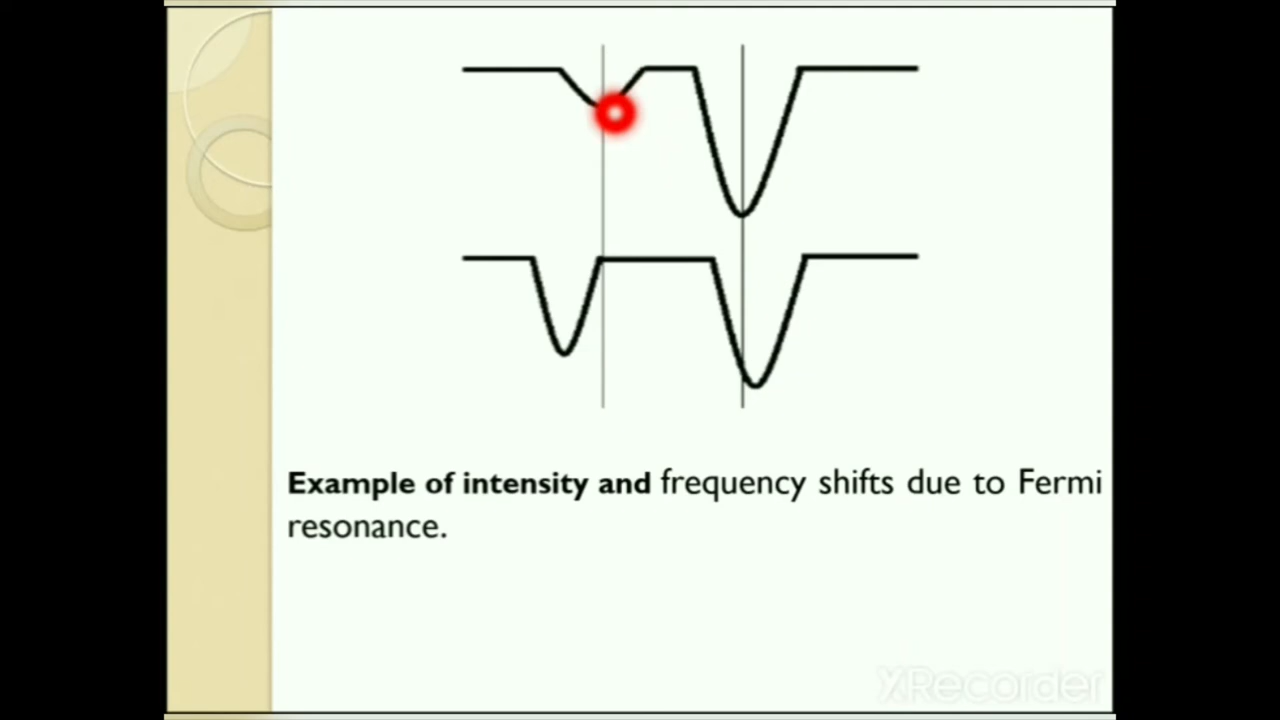 Example of intensity and frequency shifts due to Fermi
resonance.
XRecorder